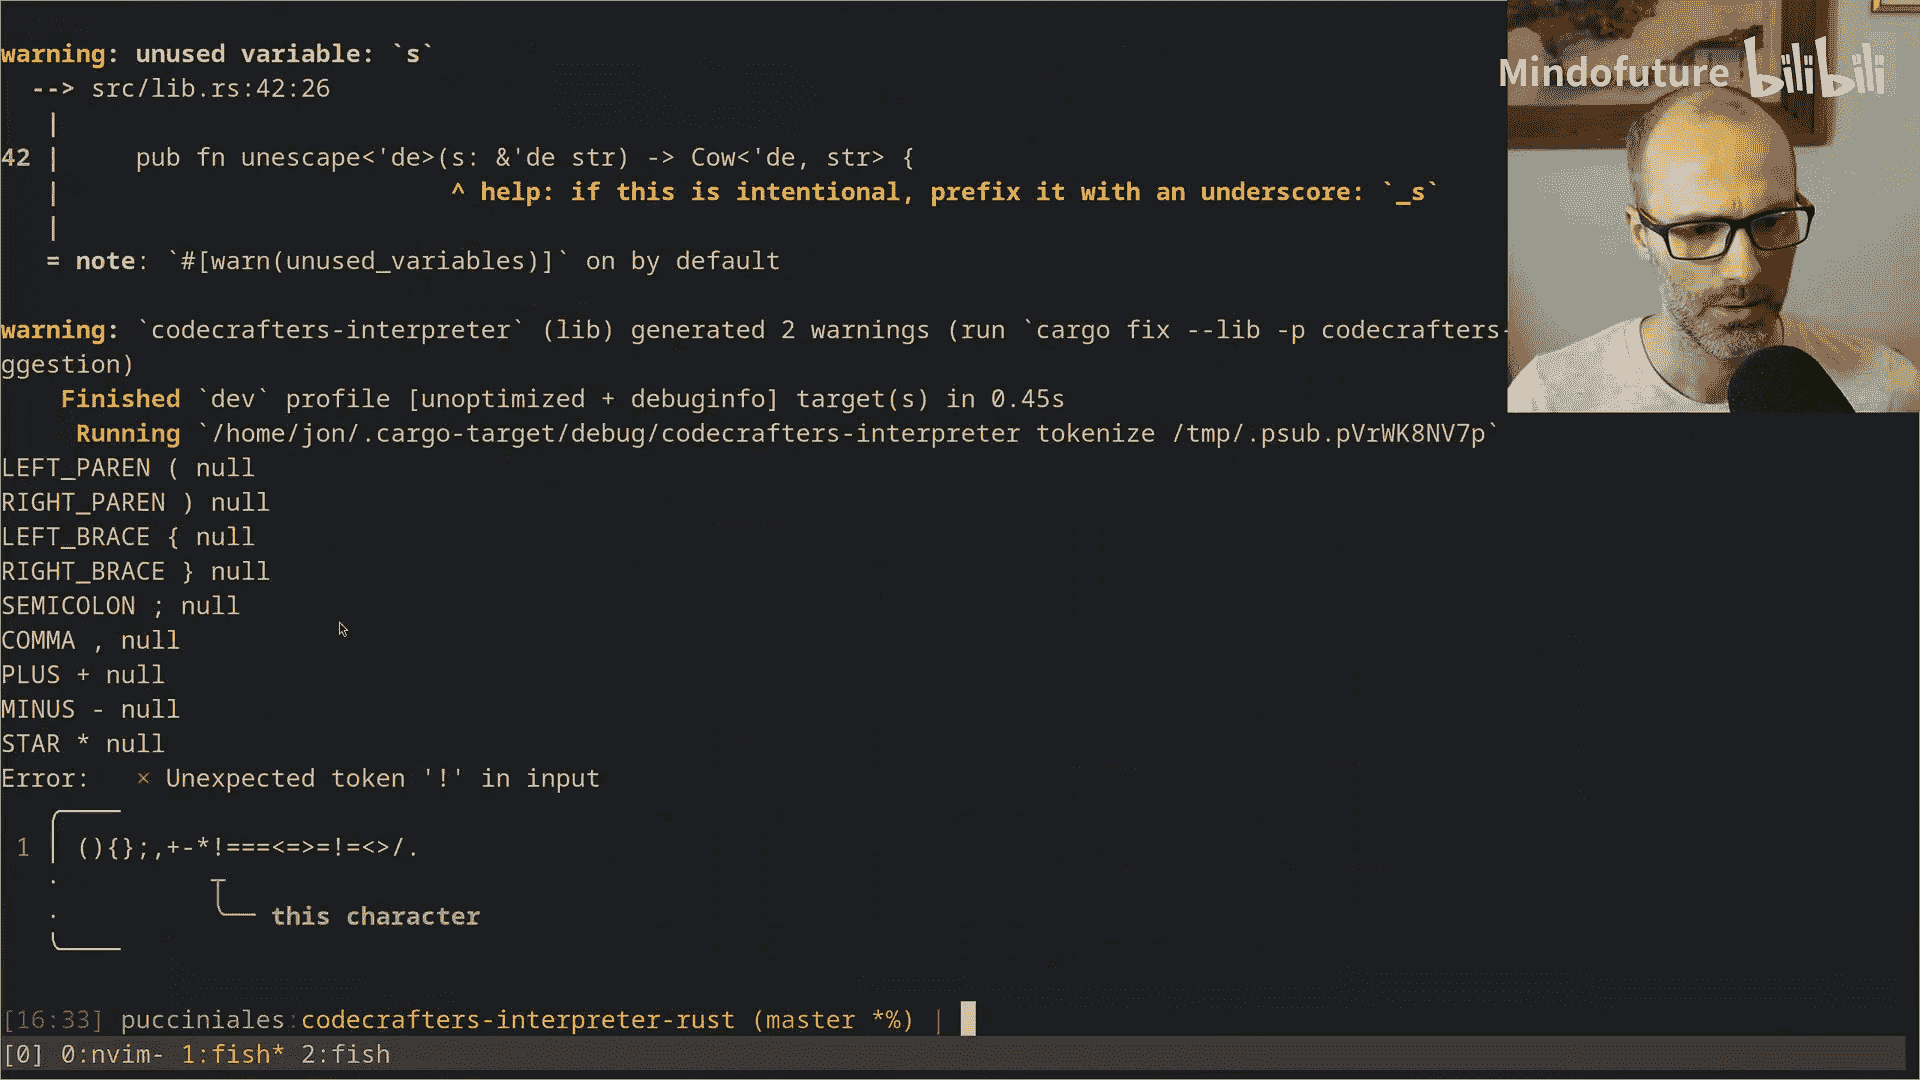 warning: unused variable: `s`
  --> src/lib.rs:42:26
   |
42 |     pub fn unescape<'de>(s: &'de str) -> Cow<'de, str> {
   |                          ^ help: if this is intentional, prefix it with an underscore: `_s`
   |
   = note: `#[warn(unused_variables)]` on by default
warning: `codecrafters-interpreter` (lib) generated 2 warnings (run `cargo fix --lib -p codecrafters-
ggestion)
    Finished `dev` profile [unoptimized + debuginfo] target(s) in 0.45s
     Running `/home/jon/.cargo-target/debug/codecrafters-interpreter tokenize /tmp/.psub.pVrWK8NV7p`
LEFT_PAREN ( null
RIGHT_PAREN ) null
LEFT_BRACE { null
RIGHT_BRACE } null
SEMICOLON ; null
COMMA , null
PLUS + null
MINUS - null
STAR * null
Error:   × Unexpected token '!' in input
   ╭────
 1 │ (){};,+-*!===<=>=!=<>/.
   ·          ┬
   ·          ╰── this character
   ╰────
[16:33] pucciniales:codecrafters-interpreter-rust (master *%) |
[0] 0:nvim- 1:fish* 2:fish
Mindofuture bilibili